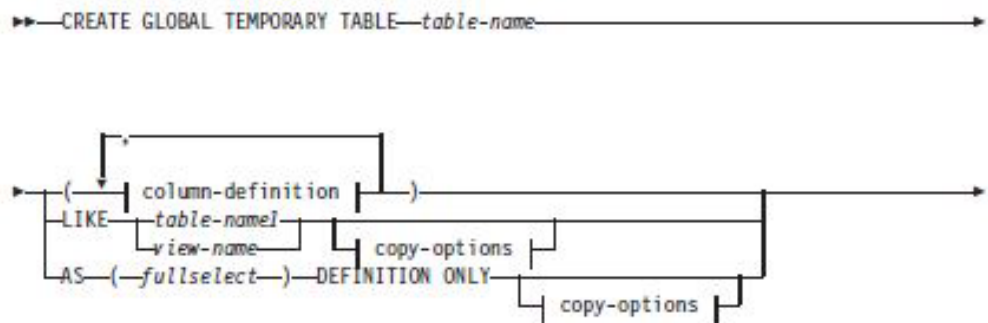 CREATE GLOBAL TEMPORARY TABLE table-name
,
( column-definition )
LIKE table-name1
view-name copy-options
AS ( fullselect ) DEFINITION ONLY
copy-options